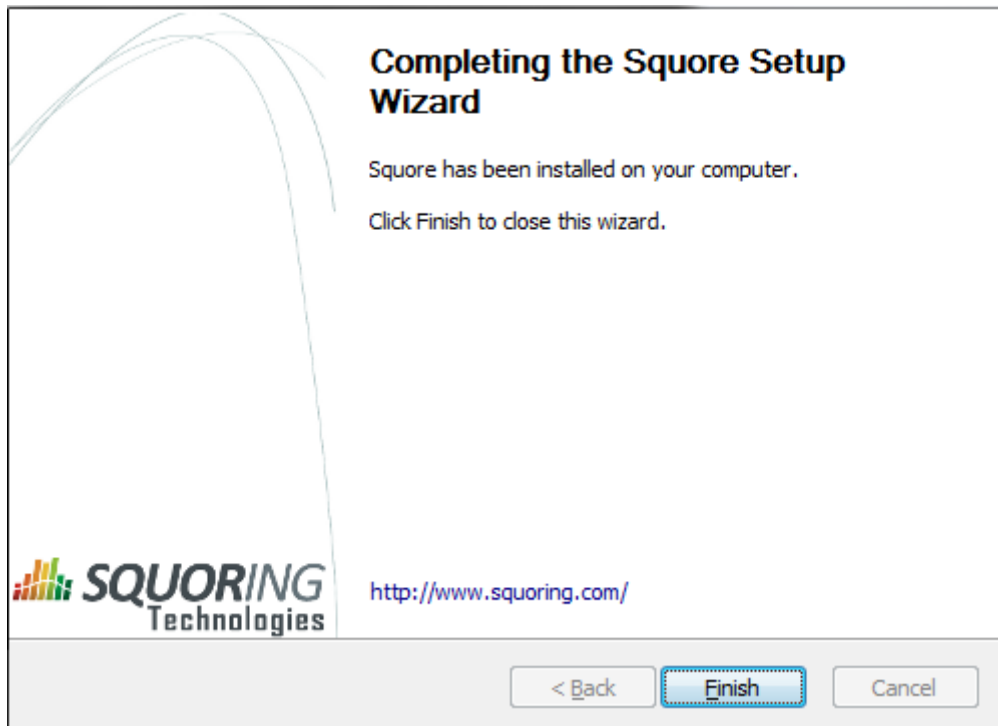 Completing the Squore Setup
Wizard
Squore has been installed on your computer.
Click Finish to close this wizard.
SQUORING
Technologies
http://www.squoring.com/
< Back Finish Cancel